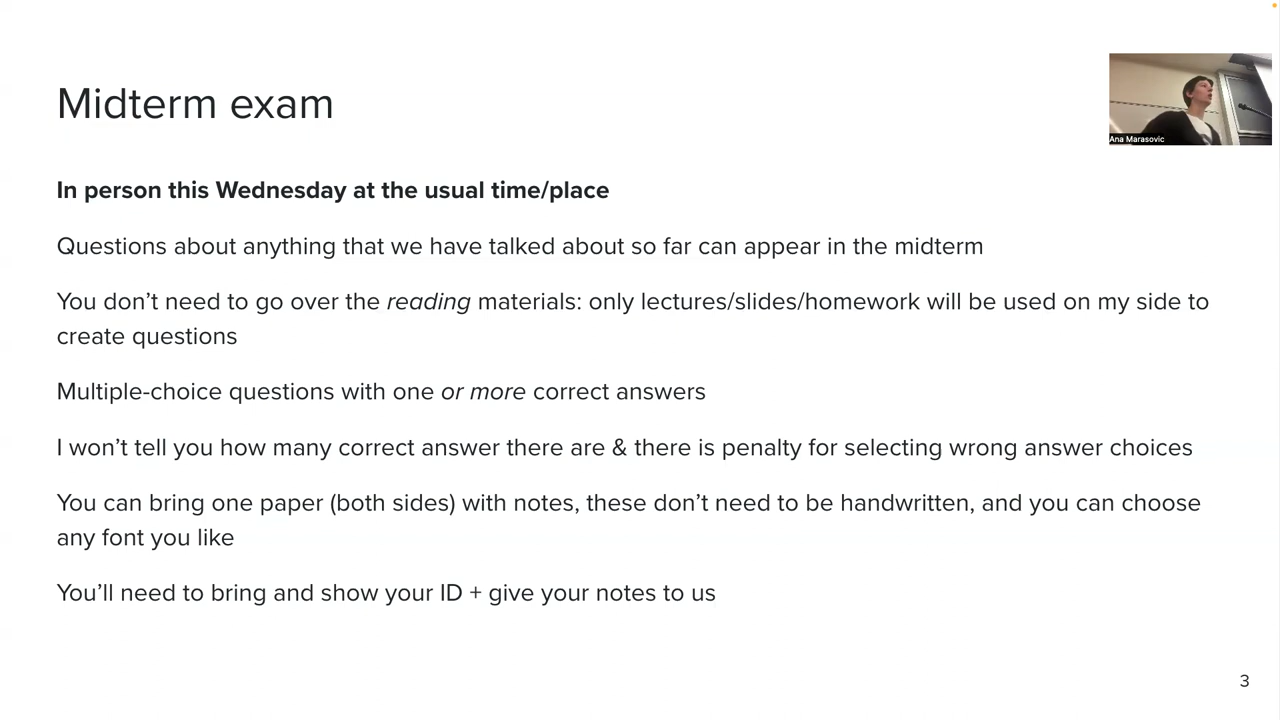 Midterm exam
Ana Marasovic
In person this Wednesday at the usual time/place
Questions about anything that we have talked about so far can appear in the midterm
You don’t need to go over the reading materials: only lectures/slides/homework will be used on my side to
create questions
Multiple-choice questions with one or more correct answers
I won’t tell you how many correct answer there are & there is penalty for selecting wrong answer choices
You can bring one paper (both sides) with notes, these don’t need to be handwritten, and you can choose
any font you like
You’ll need to bring and show your ID + give your notes to us
3